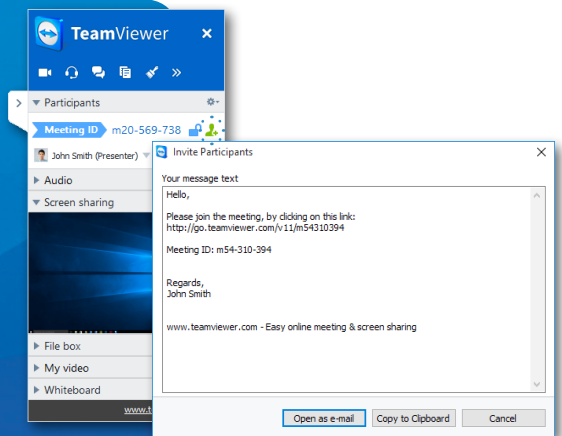 TeamViewer
Participants
Meeting ID m20-569-738
John Smith (Presenter)
Audio
Screen sharing
File box
My video
Whiteboard
www.t
Invite Participants
Your message text
Hello,
Please join the meeting, by clicking on this link:
http://go.teamviewer.com/v11/m54310394
Meeting ID: m54-310-394
Regards,
John Smith
www.teamviewer.com - Easy online meeting & screen sharing
Open as e-mail
Copy to Clipboard
Cancel